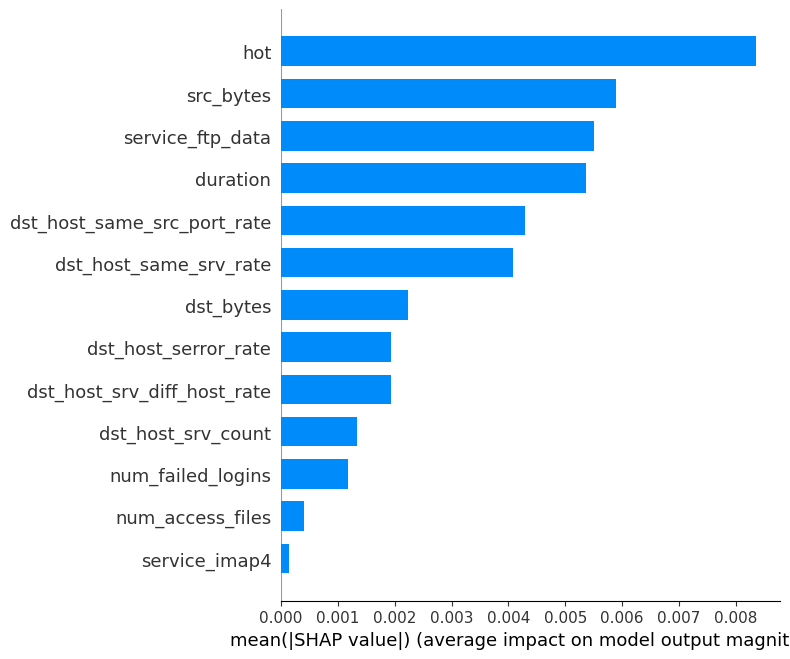 hot
src_bytes
service_ftp_data
duration
dst_host_same_src_port_rate
dst_host_same_srv_rate
dst_bytes
dst_host_serror_rate
dst_host_srv_diff_host_rate
dst_host_srv_count
num_failed_logins
num_access_files
service_imap4
0.000 0.001 0.002 0.003 0.004 0.005 0.006 0.007 0.008
mean(|SHAP value|) (average impact on model output magnit